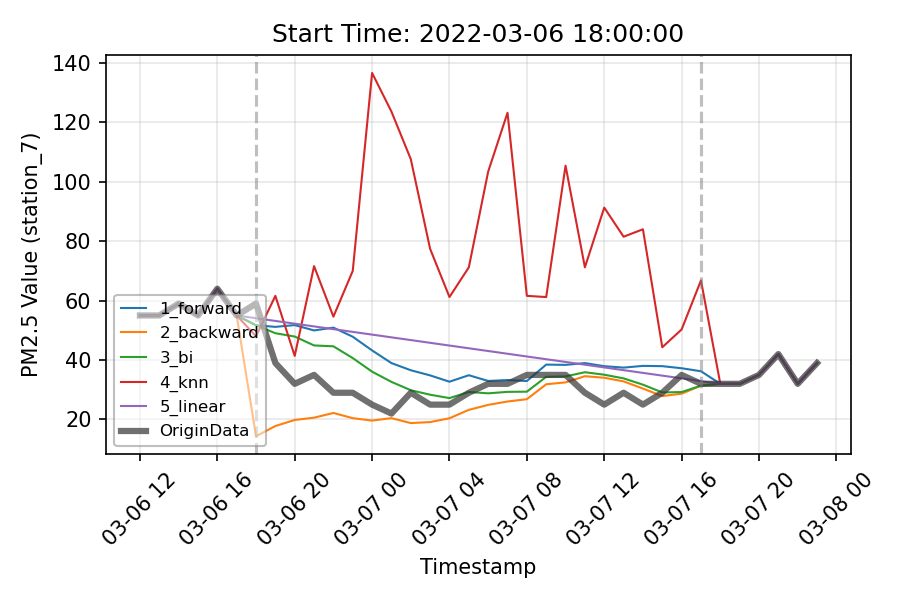 Start Time: 2022-03-06 18:00:00
PM2.5 Value (station_7)
140
120
100
80
60
40
20
1_forward
2_backward
3_bi
4_knn
5_linear
OriginData
03-06 12
03-06 16
03-06 20
03-07 00
03-07 04
03-07 08
03-07 12
03-07 16
03-07 20
03-08 00
Timestamp